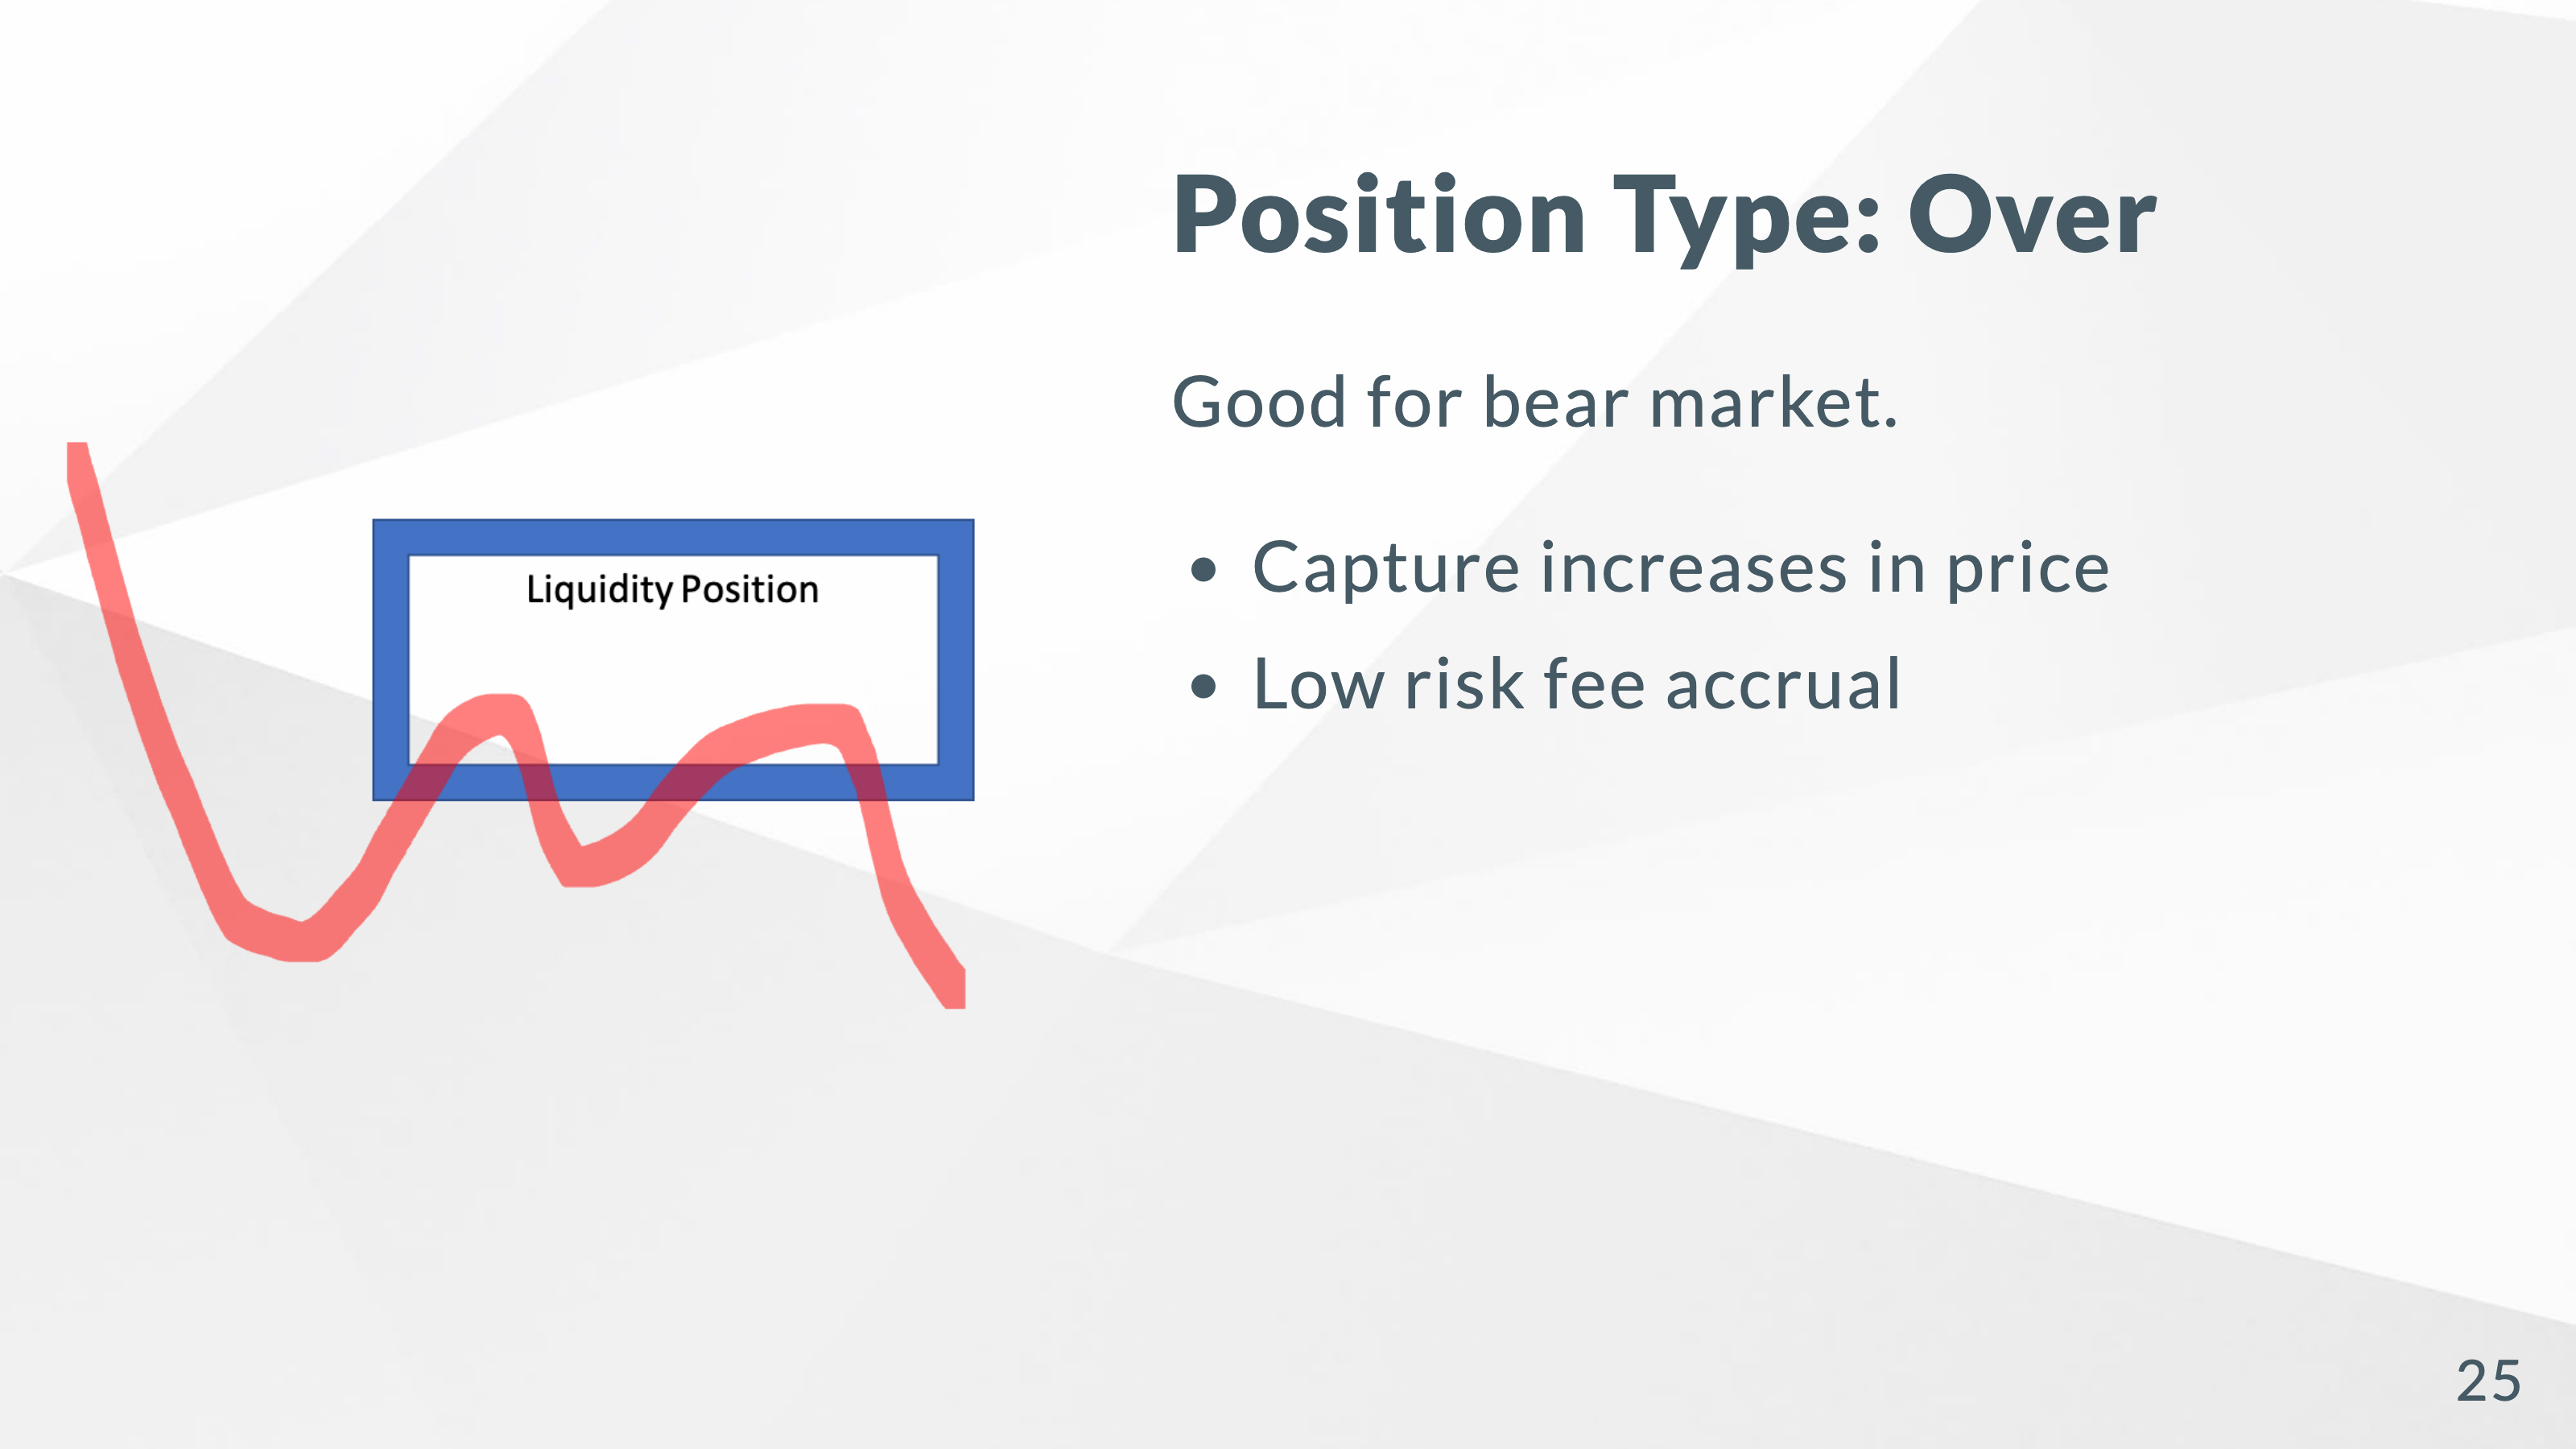 Position Type: Over
Good for bear market.
• Capture increases in price
• Low risk fee accrual
Liquidity Position
25